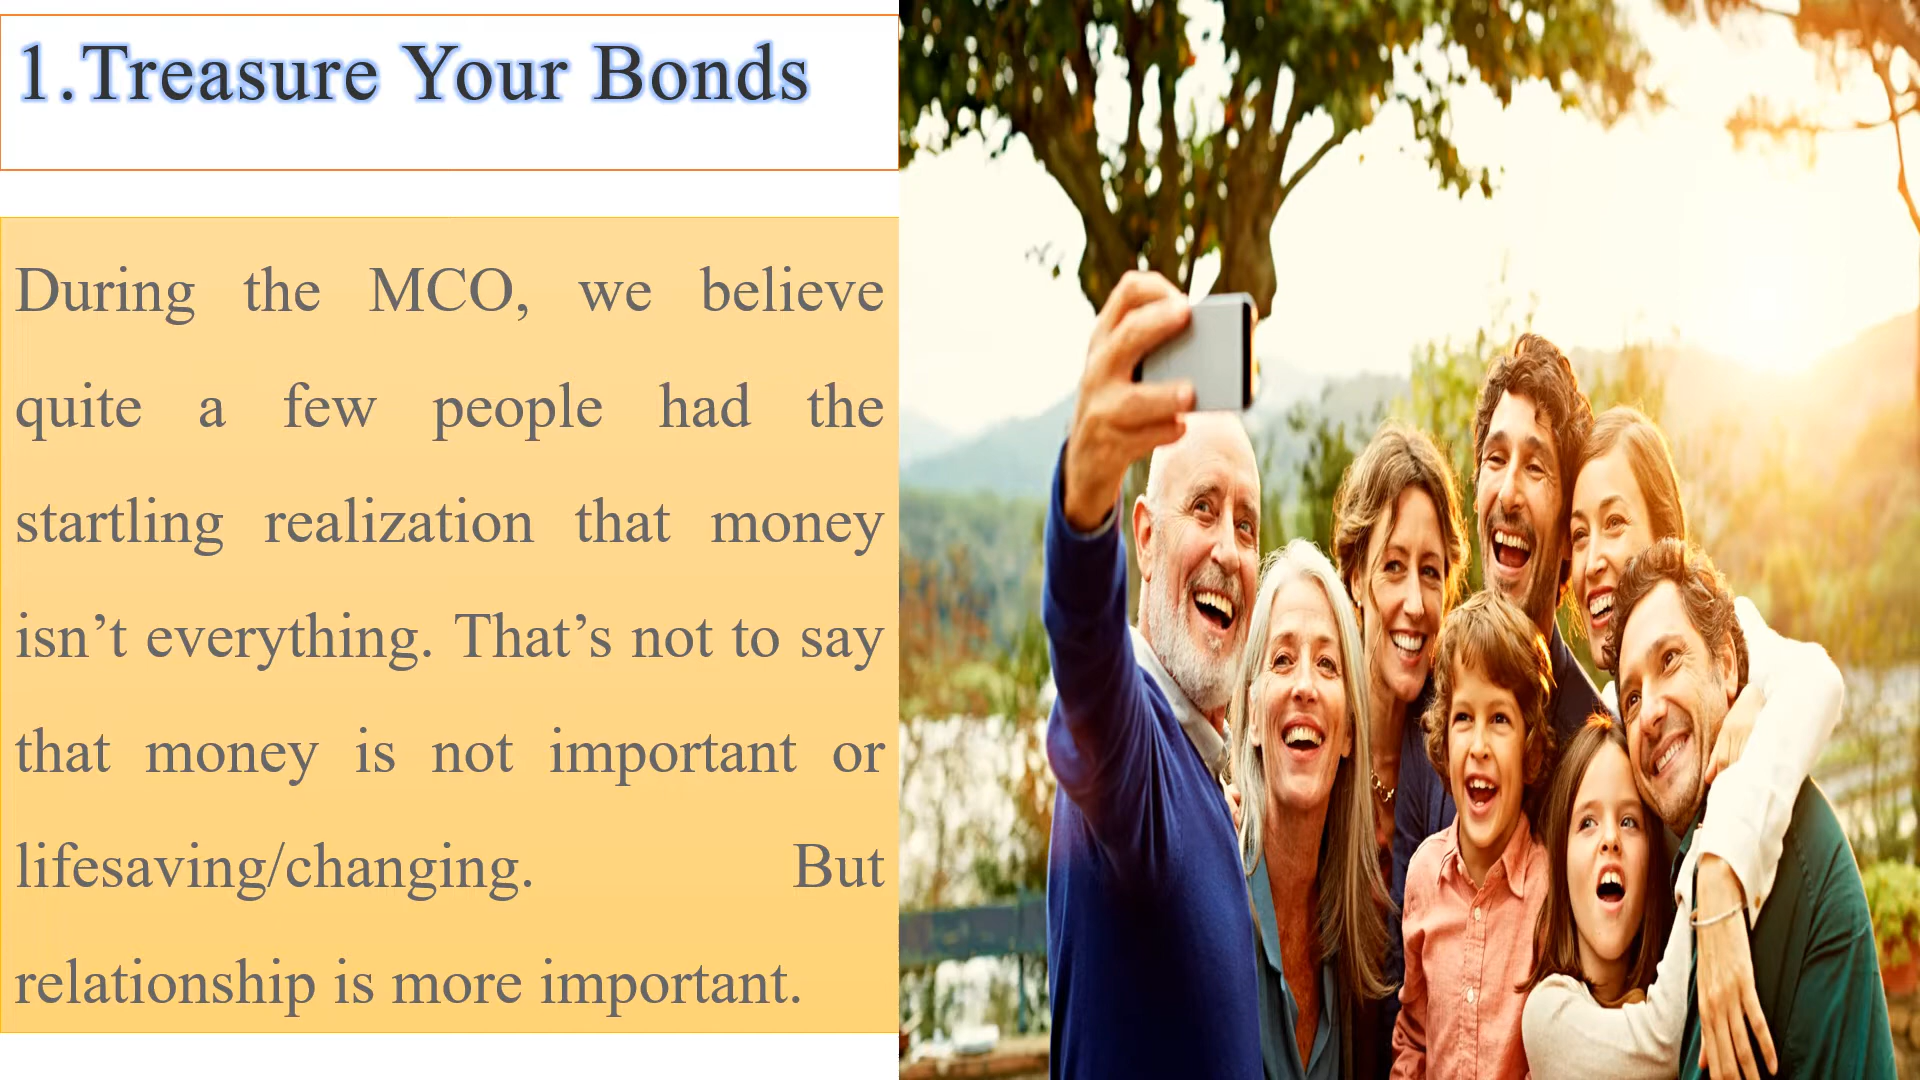 1.Treasure Your Bonds
During the MCO, we believe
quite a few people had the
startling realization that money
isn’t everything. That’s not to say
that money is not important or
lifesaving/changing. But
relationship is more important.